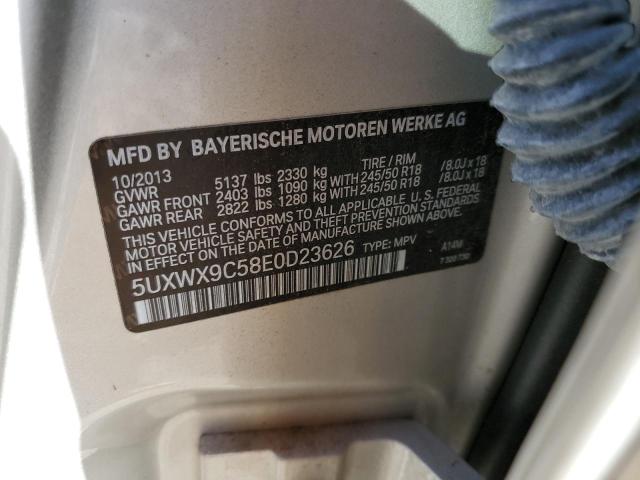 MFD BY BAYERISCHE MOTOREN WERKE AG
10/2013 TIRE / RIM
GVWR 5137 lbs 2330 kg
GAWR FRONT 2403 lbs 1090 kg WITH 245/50 R18 /8.0J x 18
GAWR REAR 2822 lbs 1280 kg WITH 245/50 R18 /8.0J x 18
THIS VEHICLE CONFORMS TO ALL APPLICABLE U.S. FEDERAL
MOTOR VEHICLE SAFETY AND THEFT PREVENTION STANDARDS
IN EFFECT ON THE DATE OF MANUFACTURE SHOWN ABOVE.
5UXWX9C58E0D23626 TYPE: MPV A14M
7 320 730